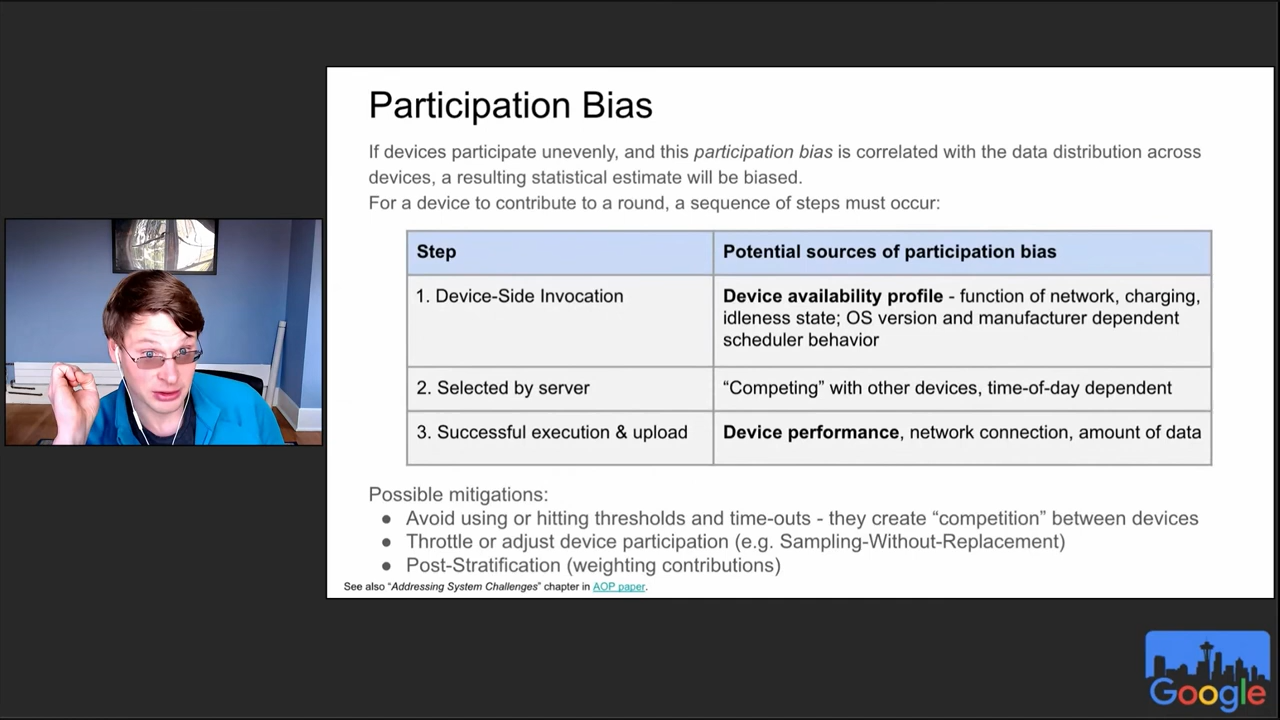 Participation Bias
If devices participate unevenly, and this participation bias is correlated with the data distribution across
devices, a resulting statistical estimate will be biased.
For a device to contribute to a round, a sequence of steps must occur:
Step
Potential sources of participation bias
1. Device-Side Invocation
Device availability profile - function of network, charging,
idleness state; OS version and manufacturer dependent
scheduler behavior
2. Selected by server
“Competing” with other devices, time-of-day dependent
3. Successful execution & upload
Device performance, network connection, amount of data
Possible mitigations:
● Avoid using or hitting thresholds and time-outs - they create “competition” between devices
● Throttle or adjust device participation (e.g. Sampling-Without-Replacement)
● Post-Stratification (weighting contributions)
See also “Addressing System Challenges” chapter in AOP paper.
Google